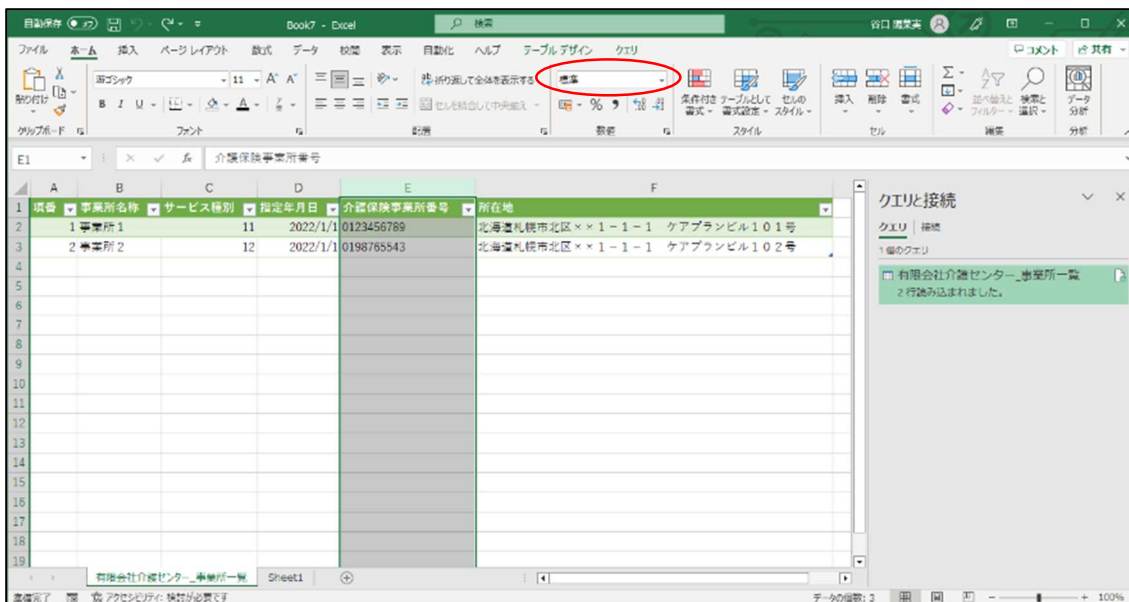 自動保存 オフ Book7 - Excel 検索
ファイル ホーム 挿入 ページ レイアウト 数式 データ 校閲 表示 自動化 ヘルプ テーブル デザイン クエリ コメント 共有
貼り付け 游ゴシック 11 A A 折り返して全体を表示する 標準 条件付き テーブルとして セルの 挿入 削除 書式 並べ替えと 検索と データ
B I U A セルを結合して中央揃え % 書式 書式設定 スタイル フィルター 選択 分析
クリップボード フォント 配置 数値 スタイル セル 編集 分析
E1 fx 介護保険事業所番号
A B C D E F
1 項番 事業所名称 サービス種別 指定年月日 介護保険事業所番号 所在地
2 1 事業所1 11 2022/1/1 0123456789 北海道札幌市北区××1-1-1 ケアプランビル101号
3 2 事業所2 12 2022/1/1 0198765543 北海道札幌市北区××1-1-1 ケアプランビル102号
4
5
6
7
8
9
10
11
12
13
14
15
16
17
18
19
クエリと接続
クエリ 接続
1 個のクエリ
有限会社介護センター_事業所一覧
2 行読み込まれました。
有限会社介護センター_事業所一覧 Sheet1
準備完了 アクセシビリティ: 検討が必要です データの個数: 3 100%